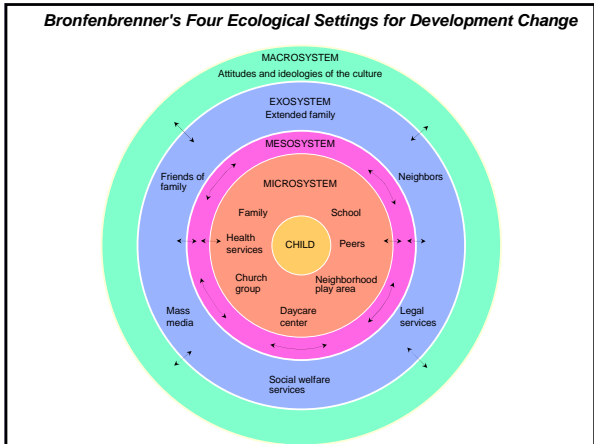 Bronfenbrenner's Four Ecological Settings for Development Change
MACROSYSTEM
Attitudes and ideologies of the culture
EXOSYSTEM
Extended family
MESOSYSTEM
Friends of
family
MICROSYSTEM
Neighbors
Family
School
Health
services
CHILD
Peers
Church
group
Neighborhood
play area
Mass
media
Daycare
center
Legal
services
Social welfare
services